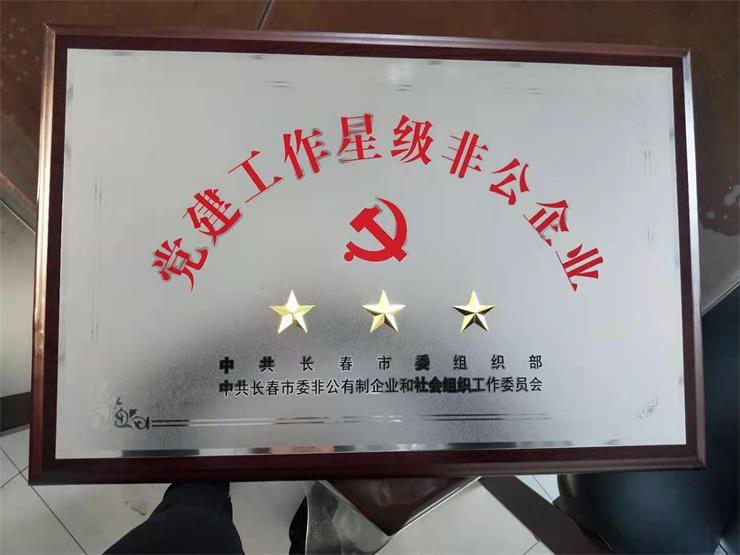 党建工作星级非公企业
中共长春市委组织部
中共长春市委非公有制企业和社会组织工作委员会